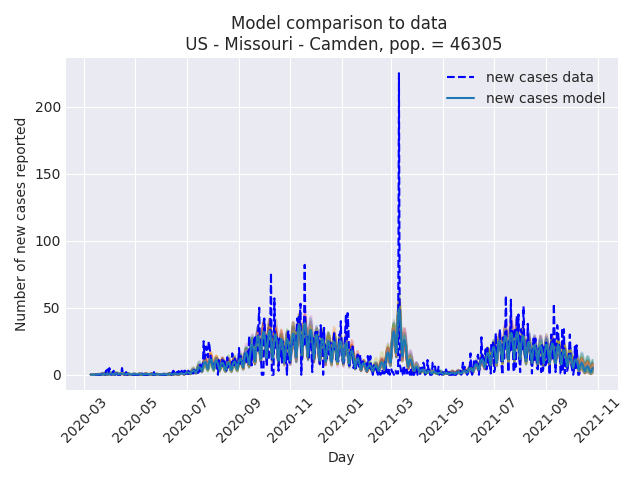 Model comparison to data
US - Missouri - Camden, pop. = 46305
new cases data
new cases model
Number of new cases reported
200
150
100
50
0
2020-03
2020-05
2020-07
2020-09
2020-11
2021-01
2021-03
2021-05
2021-07
2021-09
2021-11
Day